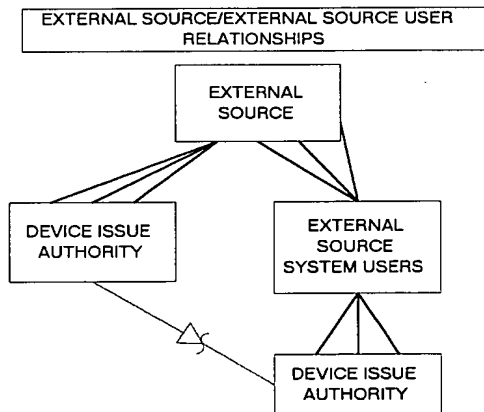 EXTERNAL SOURCE/EXTERNAL SOURCE USER
RELATIONSHIPS
EXTERNAL
SOURCE
DEVICE ISSUE
AUTHORITY
EXTERNAL
SOURCE
SYSTEM USERS
DEVICE ISSUE
AUTHORITY